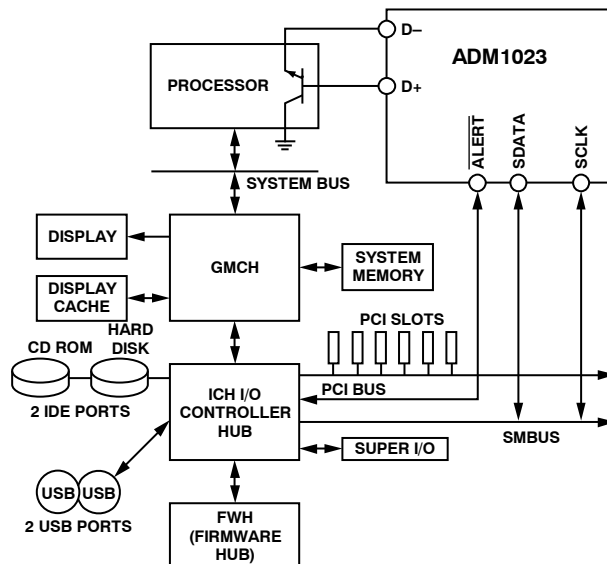 D–
ADM1023
PROCESSOR
D+
ALERT
SDATA
SCLK
SYSTEM BUS
DISPLAY
GMCH
SYSTEM
MEMORY
DISPLAY
CACHE
HARD
DISK
CD ROM
PCI SLOTS
ICH I/O
CONTROLLER
HUB
PCI BUS
2 IDE PORTS
SMBUS
SUPER I/O
USB
USB
2 USB PORTS
FWH
(FIRMWARE
HUB)